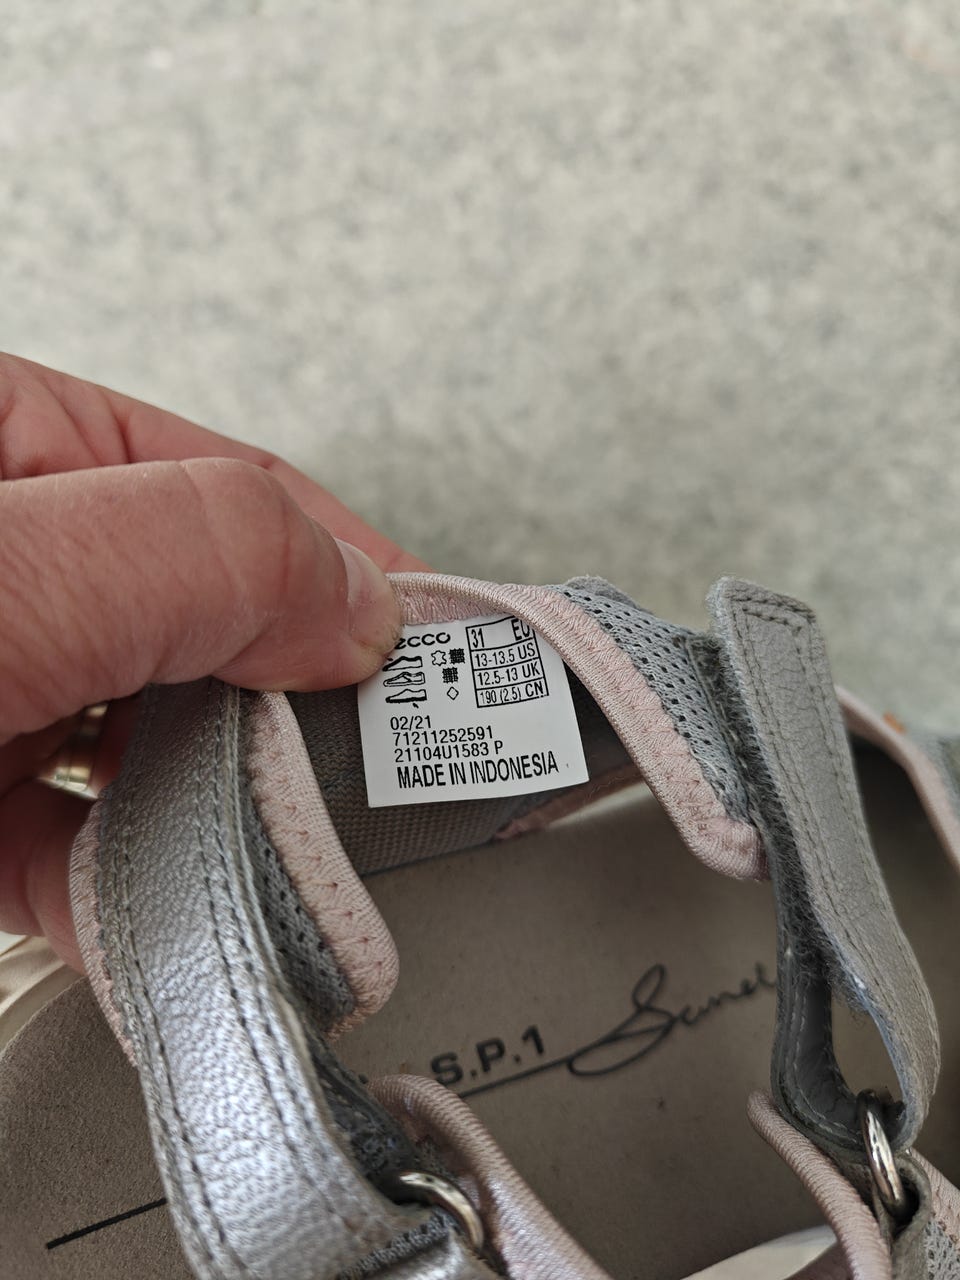 ecco
31 EU
13-13.5 US
12.5-13 UK
190 (2.5) CN
02/21
71211252591
21104U1583 P
MADE IN INDONESIA
S.P.1